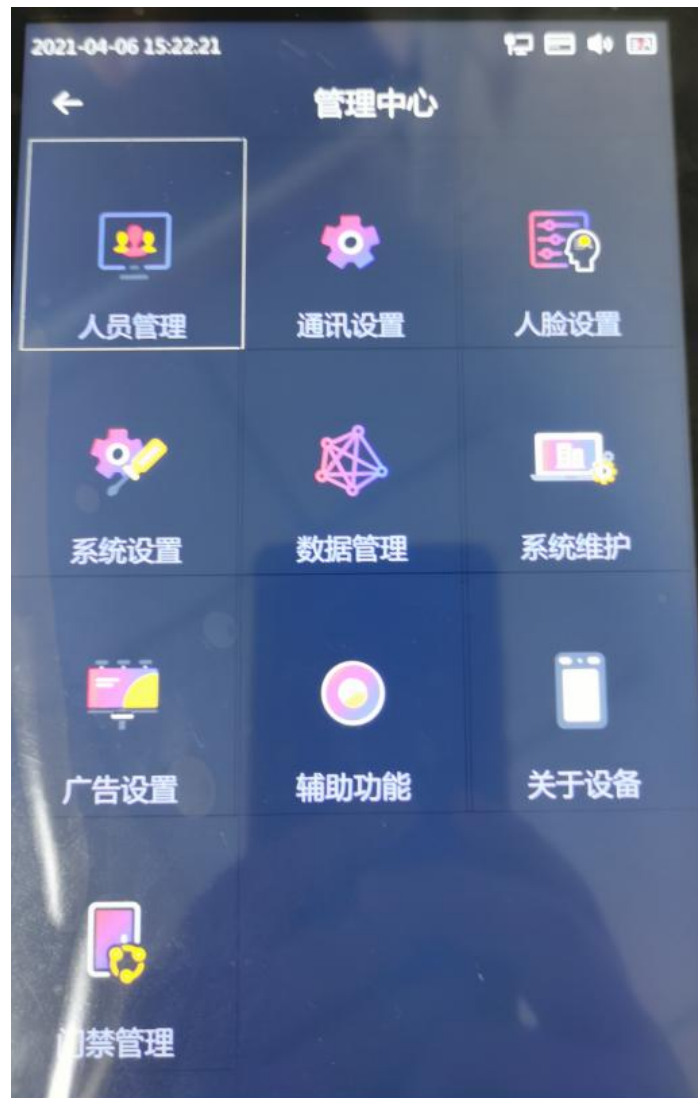 2021-04-06 15:22:21
管理中心
人员管理 通讯设置 人脸设置
系统设置 数据管理 系统维护
广告设置 辅助功能 关于设备
门禁管理